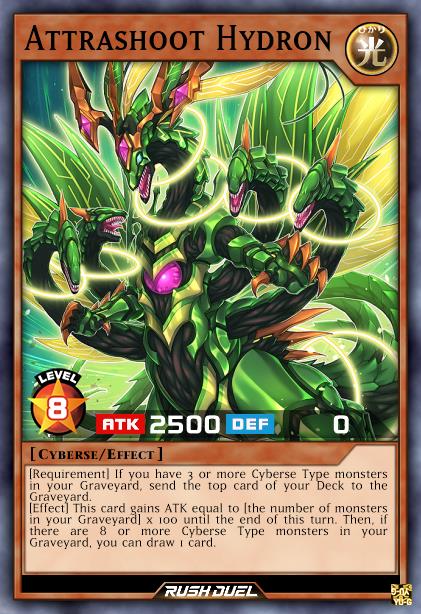 Attrashoot Hydron
ひかり
光
LEVEL
8
ATK 2500 DEF 0
[Cyberse/Effect]
[Requirement] If you have 3 or more Cyberse Type monsters
in your Graveyard, send the top card of your Deck to the
Graveyard.
[Effect] This card gains ATK equal to [the number of monsters
in your Graveyard] x 100 until the end of this turn. Then, if
there are 8 or more Cyberse Type monsters in your
Graveyard, you can draw 1 card.
RUSH DUEL